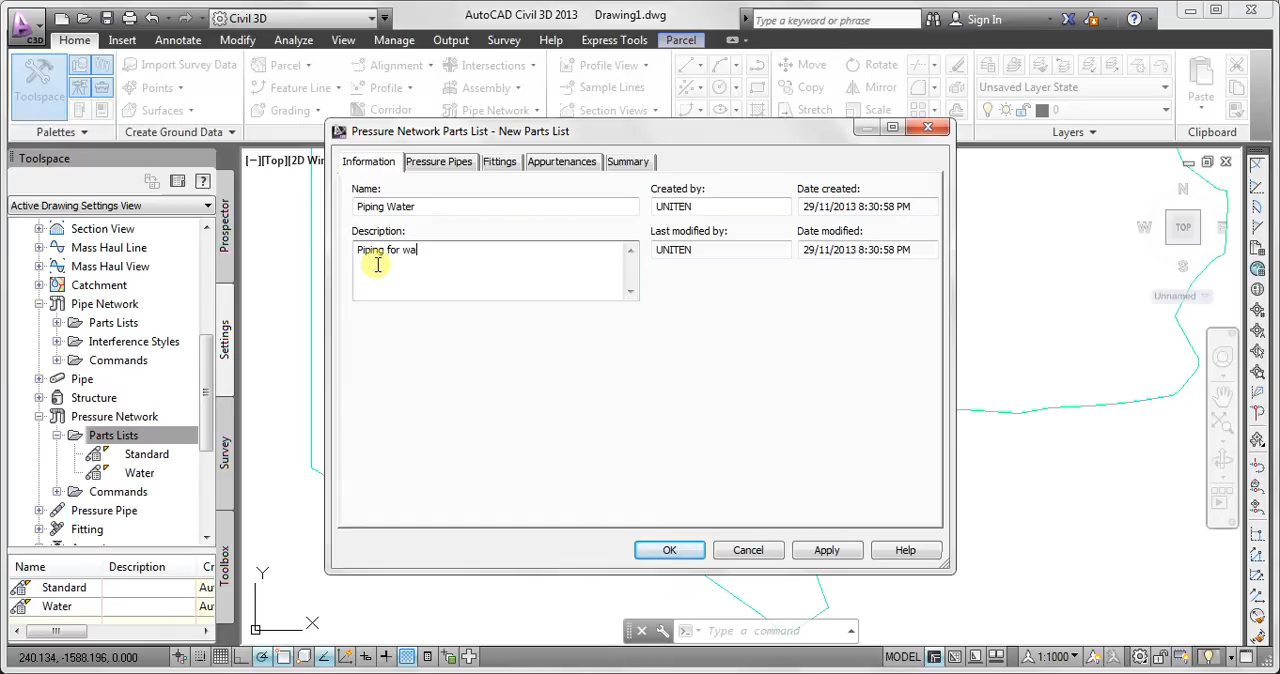 Civil 3D
AutoCAD Civil 3D 2013 Drawing1.dwg
Type a keyword or phrase
Sign In
C3D
Home Insert Annotate Modify Analyze View Manage Output Survey Help Express Tools Parcel
Toolspace
Import Survey Data
Points
Surfaces
Parcel
Feature Line
Grading
Alignment
Profile
Corridor
Intersections
Assembly
Pipe Network
Profile View
Sample Lines
Section Views
Move
Copy
Stretch
Rotate
Mirror
Scale
Unsaved Layer State
0
Paste
Palettes
Create Ground Data
Layers
Clipboard
Toolspace
Active Drawing Settings View
Section View
Mass Haul Line
Mass Haul View
Catchment
Pipe Network
Parts Lists
Interference Styles
Commands
Pipe
Structure
Pressure Network
Parts Lists
Standard
Water
Commands
Pressure Pipe
Fitting
Name Description Cr
Standard Au
Water Au
Prospector
Settings
Survey
Toolbox
[−][Top][2D Wir
Pressure Network Parts List - New Parts List
Information Pressure Pipes Fittings Appurtenances Summary
Name: Created by: Date created:
Piping Water UNITEN 29/11/2013 8:30:58 PM
Description: Last modified by: Date modified:
Piping for wa UNITEN 29/11/2013 8:30:58 PM
OK Cancel Apply Help
N
W TOP E
S
Unnamed
Y
X
Type a command
240.134, -1588.196, 0.000
MODEL
1:1000